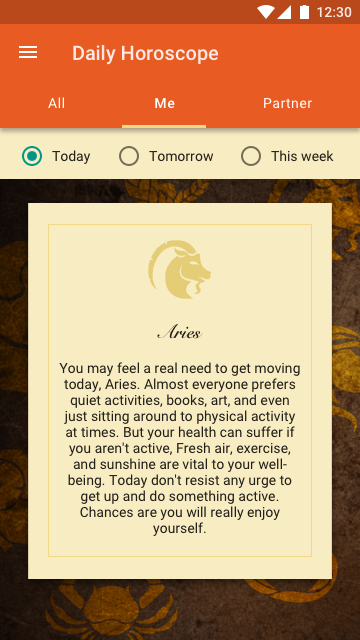 12:30
Daily Horoscope
All
Me
Partner
Today
Tomorrow
This week
Aries
You may feel a real need to get moving
today, Aries. Almost everyone prefers
quiet activities, books, art, and even
just sitting around to physical activity
at times. But your health can suffer if
you aren't active, Fresh air, exercise,
and sunshine are vital to your well-
being. Today don't resist any urge to
get up and do something active.
Chances are you will really enjoy
yourself.